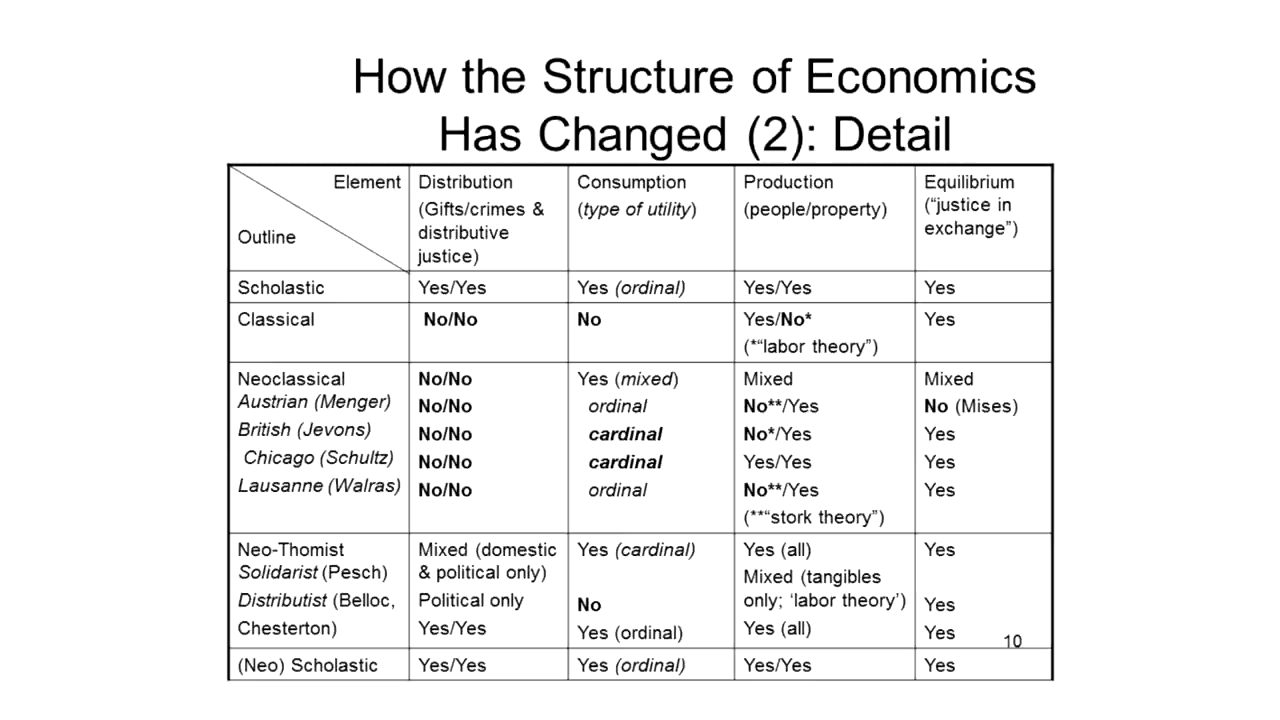 How the Structure of Economics
Has Changed (2): Detail
Element
Outline
Distribution
(Gifts/crimes &
distributive
justice)
Consumption
(type of utility)
Production
(people/property)
Equilibrium
(“justice in
exchange”)
Scholastic
Yes/Yes
Yes (ordinal)
Yes/Yes
Yes
Classical
No/No
No
Yes/No*
(*“labor theory”)
Yes
Neoclassical
Austrian (Menger)
British (Jevons)
Chicago (Schultz)
Lausanne (Walras)
No/No
No/No
No/No
No/No
No/No
Yes (mixed)
ordinal
cardinal
cardinal
ordinal
Mixed
No**/Yes
No*/Yes
Yes/Yes
No**/Yes
(**“stork theory”)
Mixed
No (Mises)
Yes
Yes
Yes
Neo-Thomist
Solidarist (Pesch)
Distributist (Belloc,
Chesterton)
Mixed (domestic
& political only)
Political only
Yes/Yes
Yes (cardinal)
No
Yes (ordinal)
Yes (all)
Mixed (tangibles
only; ‘labor theory’)
Yes (all)
Yes
Yes
Yes
10
(Neo) Scholastic
Yes/Yes
Yes (ordinal)
Yes/Yes
Yes